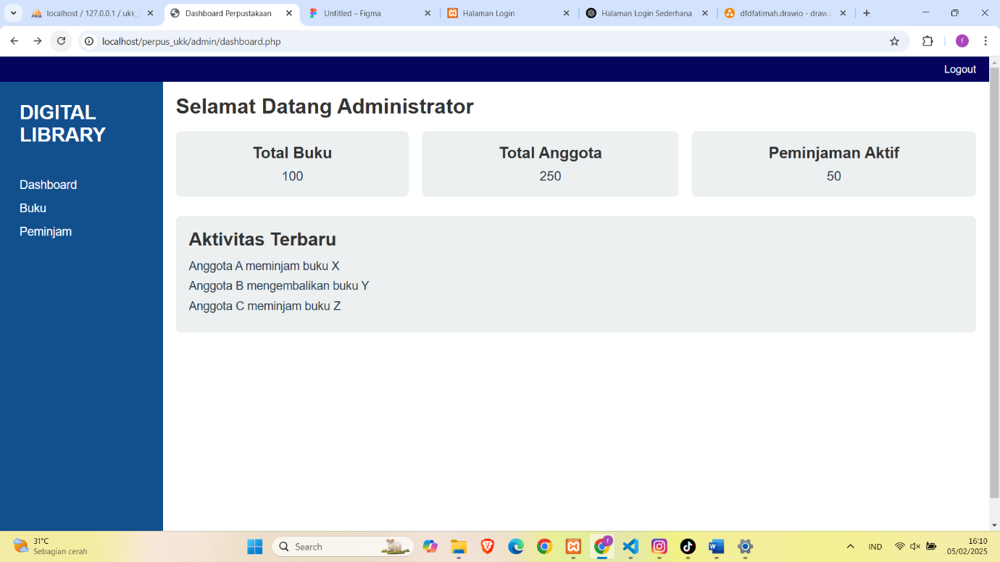 localhost / 127.0.0.1 / ukk_
Dashboard Perpustakaan
Untitled – Figma
Halaman Login
Halaman Login Sederhana
dfdfatimah.drawio - draw.
localhost/perpus_ukk/admin/dashboard.php
f
Logout
DIGITAL
LIBRARY
Dashboard
Buku
Peminjam
Selamat Datang Administrator
Total Buku
100
Total Anggota
250
Peminjaman Aktif
50
Aktivitas Terbaru
Anggota A meminjam buku X
Anggota B mengembalikan buku Y
Anggota C meminjam buku Z
31°C
Sebagian cerah
Search
f
IND
16:10
05/02/2025